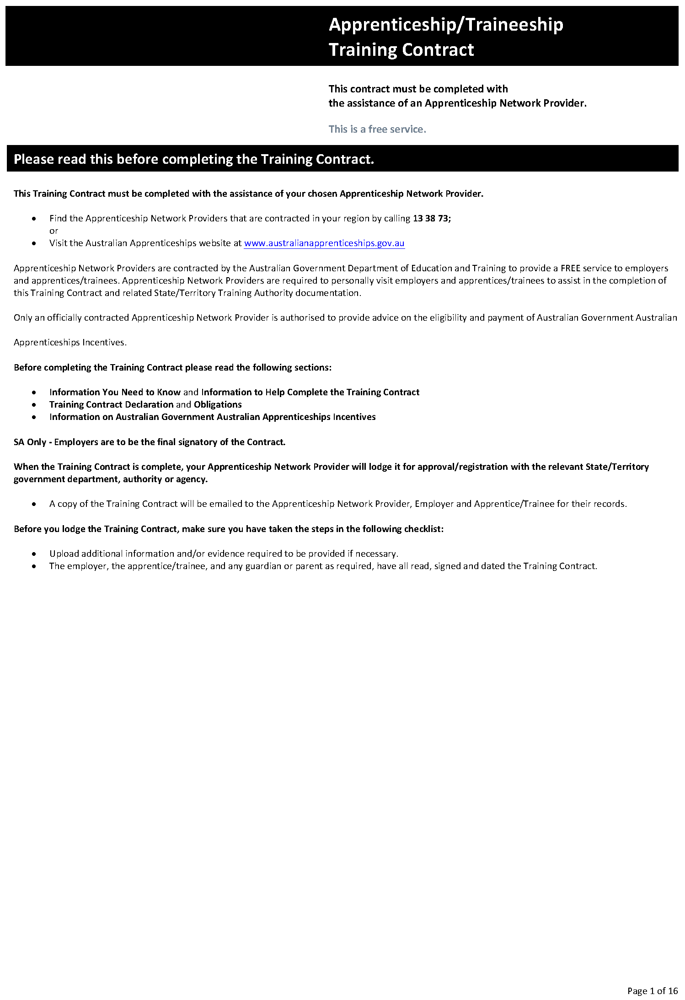 Apprenticeship/Traineeship
Training Contract
This contract must be completed with
the assistance of an Apprenticeship Network Provider.
This is a free service.
Please read this before completing the Training Contract.
This Training Contract must be completed with the assistance of your chosen Apprenticeship Network Provider.
• Find the Apprenticeship Network Providers that are contracted in your region by calling 13 38 73;
or
• Visit the Australian Apprenticeships website at www.australianapprenticeships.gov.au
Apprenticeship Network Providers are contracted by the Australian Government Department of Education and Training to provide a FREE service to employers
and apprentices/trainees. Apprenticeship Network Providers are required to personally visit employers and apprentices/trainees to assist in the completion of
this Training Contract and related State/Territory Training Authority documentation.
Only an officially contracted Apprenticeship Network Provider is authorised to provide advice on the eligibility and payment of Australian Government Australian
Apprenticeships Incentives.
Before completing the Training Contract please read the following sections:
• Information You Need to Know and Information to Help Complete the Training Contract
• Training Contract Declaration and Obligations
• Information on Australian Government Australian Apprenticeships Incentives
SA Only - Employers are to be the final signatory of the Contract.
When the Training Contract is complete, your Apprenticeship Network Provider will lodge it for approval/registration with the relevant State/Territory
government department, authority or agency.
• A copy of the Training Contract will be emailed to the Apprenticeship Network Provider, Employer and Apprentice/Trainee for their records.
Before you lodge the Training Contract, make sure you have taken the steps in the following checklist:
• Upload additional information and/or evidence required to be provided if necessary.
• The employer, the apprentice/trainee, and any guardian or parent as required, have all read, signed and dated the Training Contract.
Page 1 of 16